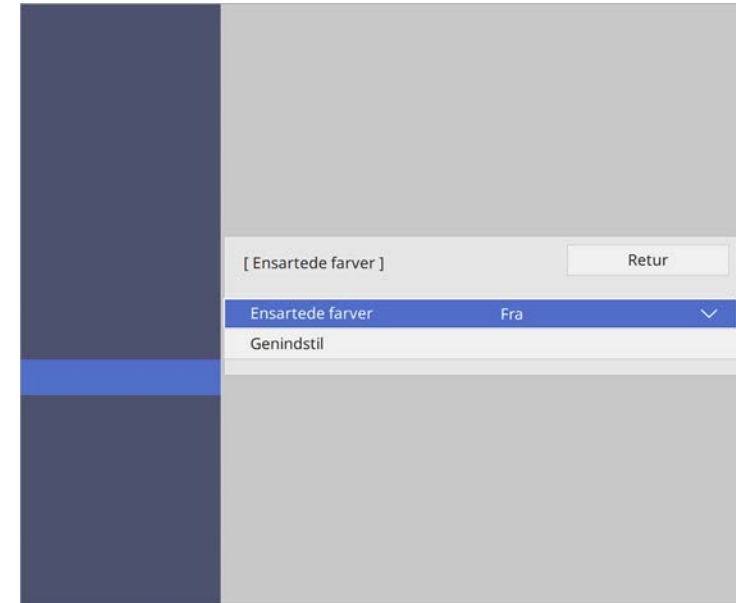 [ Ensartede farver ]
Retur
Ensartede farver Fra
Genindstil